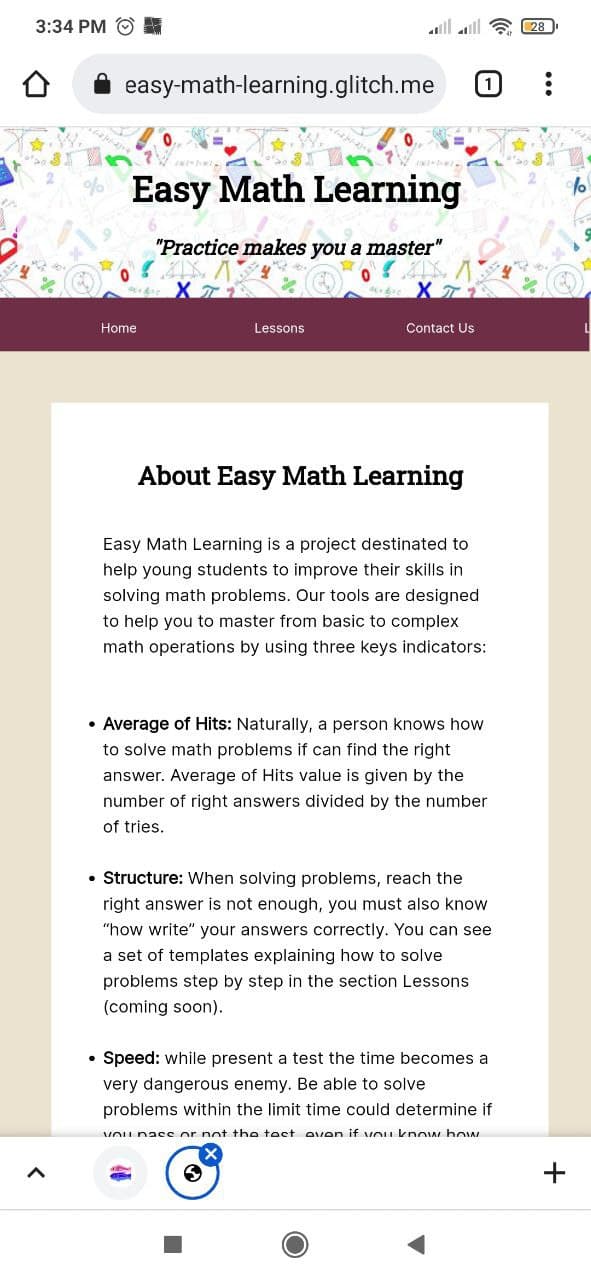 3:34 PM
28
easy-math-learning.glitch.me
1
Easy Math Learning
"Practice makes you a master"
Home Lessons Contact Us L
About Easy Math Learning
Easy Math Learning is a project destinated to
help young students to improve their skills in
solving math problems. Our tools are designed
to help you to master from basic to complex
math operations by using three keys indicators:
• Average of Hits: Naturally, a person knows how
to solve math problems if can find the right
answer. Average of Hits value is given by the
number of right answers divided by the number
of tries.
• Structure: When solving problems, reach the
right answer is not enough, you must also know
“how write” your answers correctly. You can see
a set of templates explaining how to solve
problems step by step in the section Lessons
(coming soon).
• Speed: while present a test the time becomes a
very dangerous enemy. Be able to solve
problems within the limit time could determine if
you pass or not the test, even if you know how